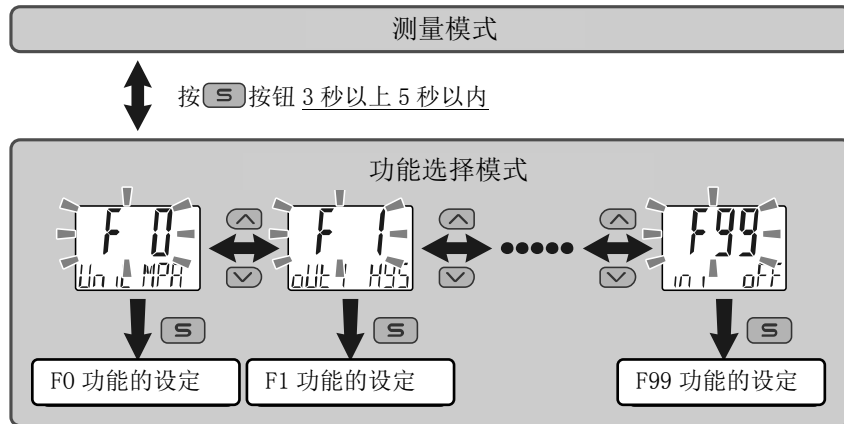 测量模式
按 S 按钮 3 秒以上 5 秒以内
功能选择模式
F 0
Unit MPA
F 1
oUt1 HYS
F99
ini oFF
S
S
S
F0 功能的设定
F1 功能的设定
F99 功能的设定